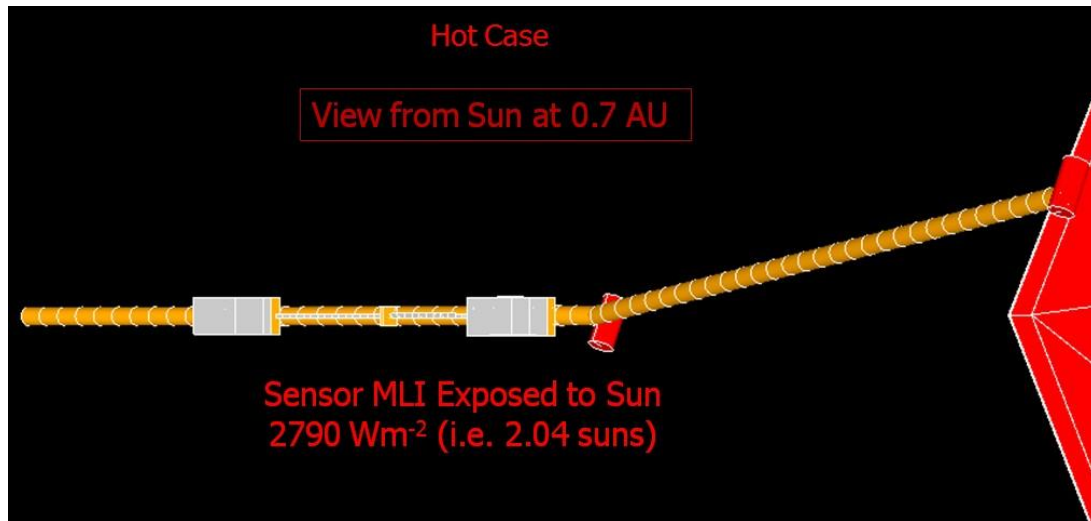 Hot Case
View from Sun at 0.7 AU
Sensor MLI Exposed to Sun
2790 Wm⁻² (i.e. 2.04 suns)